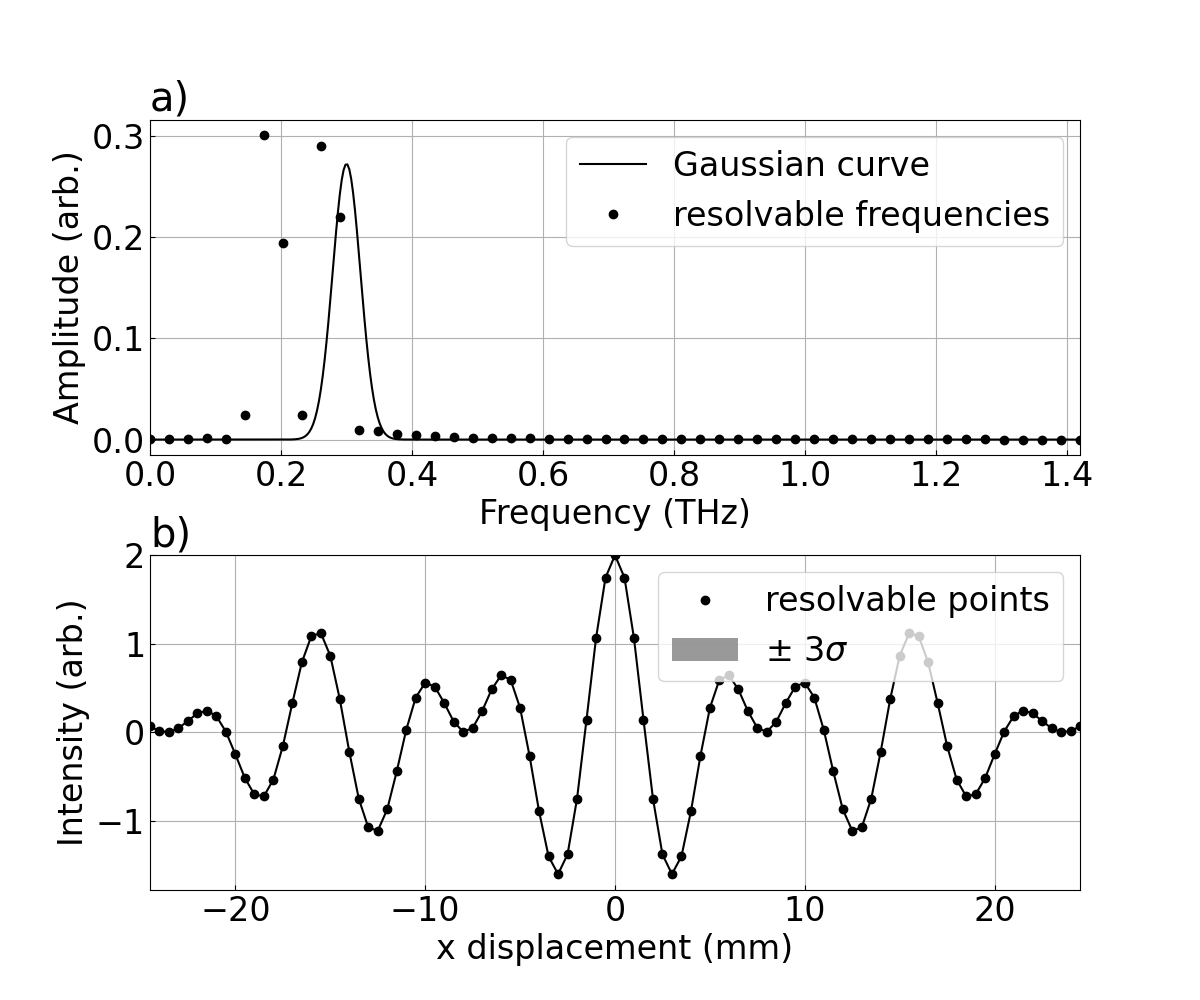 a)
0.3
0.2
0.1
0.0
Amplitude (arb.)
Gaussian curve
resolvable frequencies
0.0 0.2 0.4 0.6 0.8 1.0 1.2 1.4
Frequency (THz)
b)
2
1
0
−1
Intensity (arb.)
resolvable points
± 3σ
−20 −10 0 10 20
x displacement (mm)